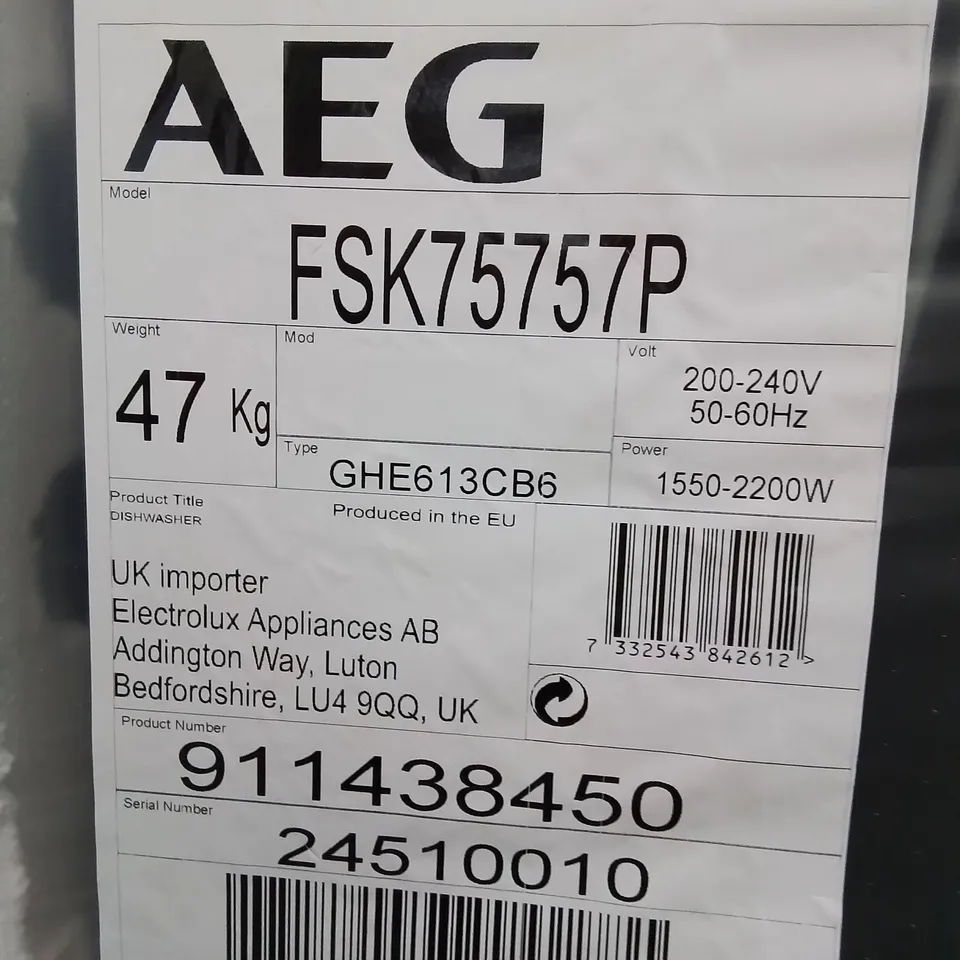 AEG
Model
FSK75757P
Weight
47 Kg
Mod
Volt
200-240V
50-60Hz
Type
GHE613CB6
Power
1550-2200W
Product Title
DISHWASHER
Produced in the EU
UK importer
Electrolux Appliances AB
Addington Way, Luton
Bedfordshire, LU4 9QQ, UK
7 332543 842612 >
Product Number
911438450
Serial Number
24510010